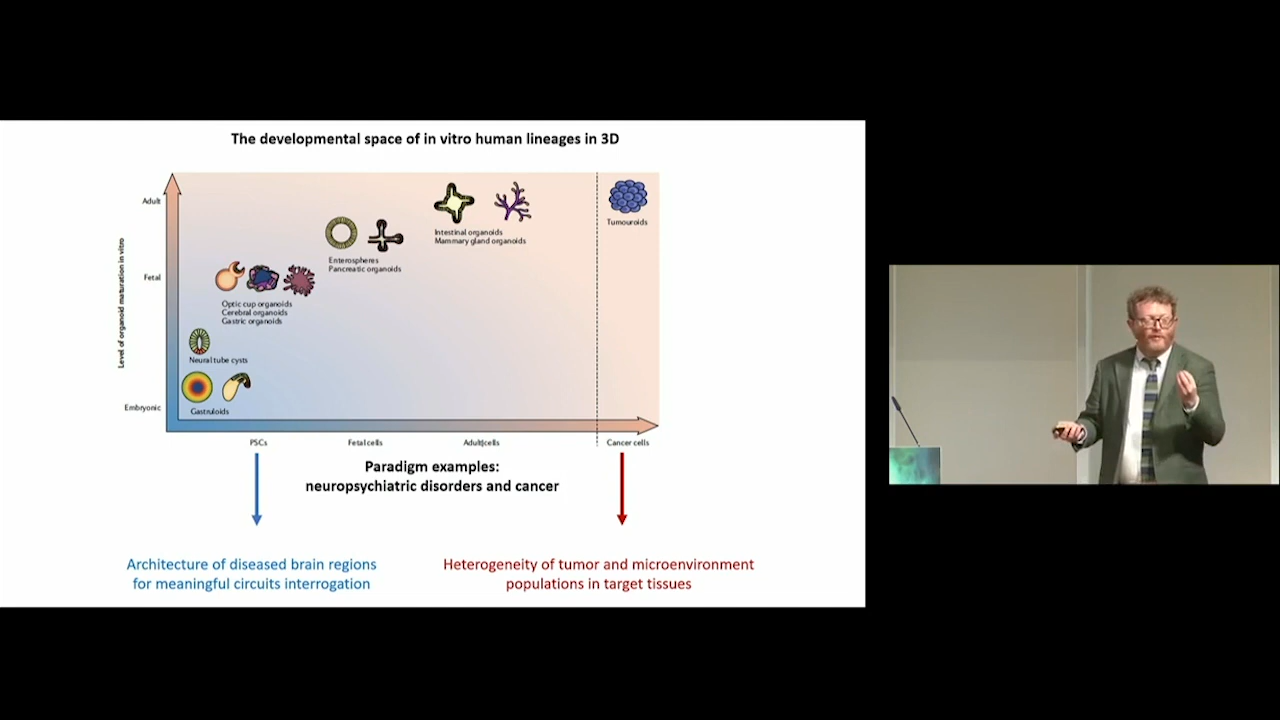 The developmental space of in vitro human lineages in 3D
Level of organoid maturation in vitro
Adult
Fetal
Embryonic
Tumouroids
Intestinal organoids
Mammary gland organoids
Enterospheres
Pancreatic organoids
Optic cup organoids
Cerebral organoids
Gastric organoids
Neural tube cysts
Gastruloids
PSCs
Fetal cells
Adult cells
Cancer cells
Paradigm examples:
neuropsychiatric disorders and cancer
Architecture of diseased brain regions
for meaningful circuits interrogation
Heterogeneity of tumor and microenvironment
populations in target tissues